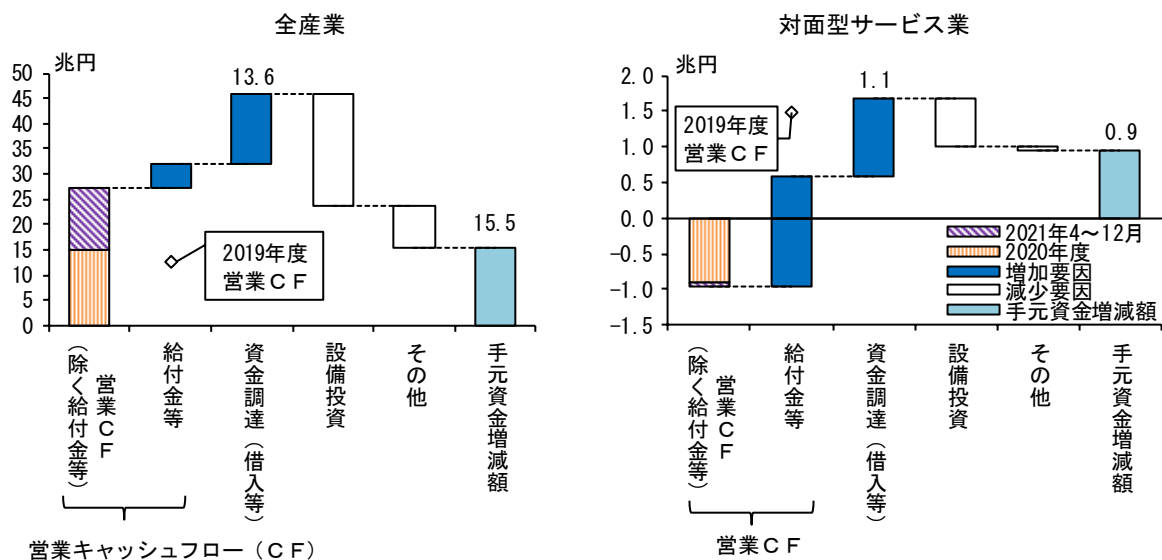 全産業
兆円
50
45
40
35
30
25
20
15
10
5
0
13.6
15.5
2019年度
営業ＣＦ
営業ＣＦ
（除く給付金等）
給付金等
資金調達（借入等）
設備投資
その他
手元資金増減額
営業キャッシュフロー（ＣＦ）
対面型サービス業
兆円
2.0
1.5
1.0
0.5
0.0
−0.5
−1.0
−1.5
1.1
0.9
2019年度
営業ＣＦ
2021年4～12月
2020年度
増加要因
減少要因
手元資金増減額
営業ＣＦ
（除く給付金等）
給付金等
資金調達（借入等）
設備投資
その他
手元資金増減額
営業ＣＦ